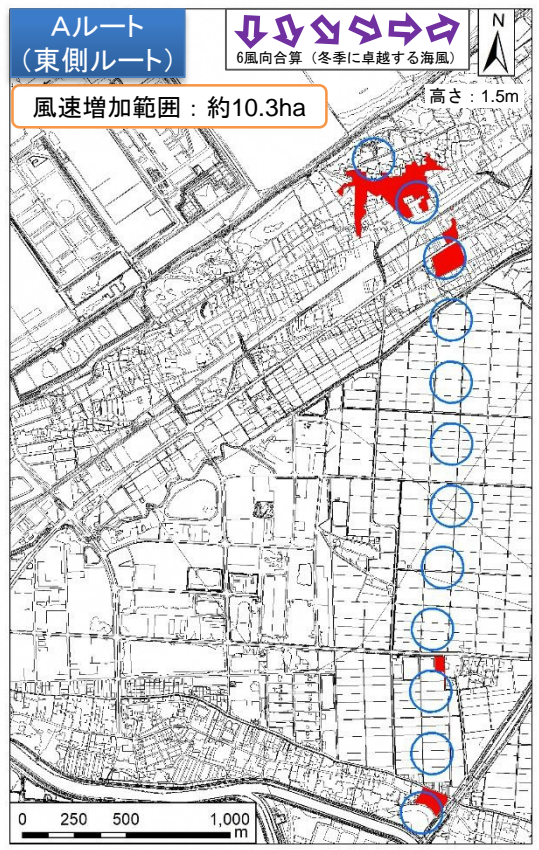 Aルート
（東側ルート）
6風向合算（冬季に卓越する海風）
N
風速増加範囲：約10.3ha
高さ：1.5m
0 250 500 1,000
m